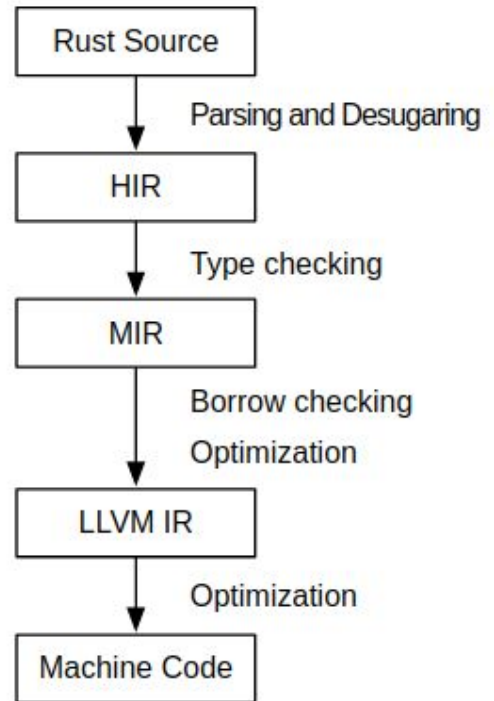 Rust Source
Parsing and Desugaring
HIR
Type checking
MIR
Borrow checking
Optimization
LLVM IR
Optimization
Machine Code